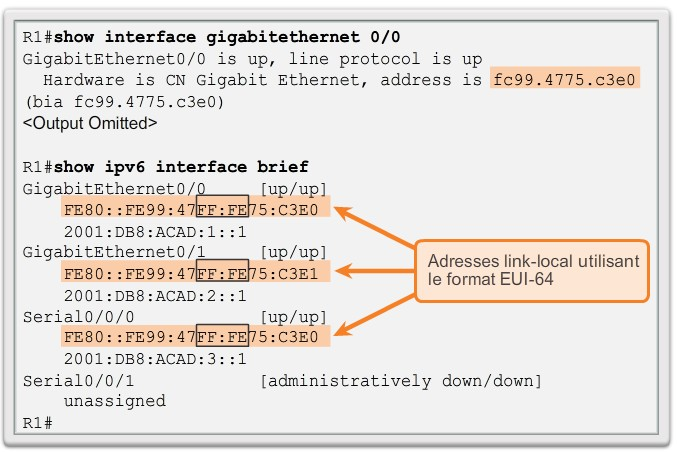 R1#show interface gigabitethernet 0/0
GigabitEthernet0/0 is up, line protocol is up
Hardware is CN Gigabit Ethernet, address is fc99.4775.c3e0
(bia fc99.4775.c3e0)
<Output Omitted>
R1#show ipv6 interface brief
GigabitEthernet0/0 [up/up]
FE80::FE99:47FF:FE75:C3E0
2001:DB8:ACAD:1::1
GigabitEthernet0/1 [up/up]
FE80::FE99:47FF:FE75:C3E1
2001:DB8:ACAD:2::1
Serial0/0/0 [up/up]
FE80::FE99:47FF:FE75:C3E0
2001:DB8:ACAD:3::1
Serial0/0/1 [administratively down/down]
unassigned
R1#
Adresses link-local utilisant
le format EUI-64